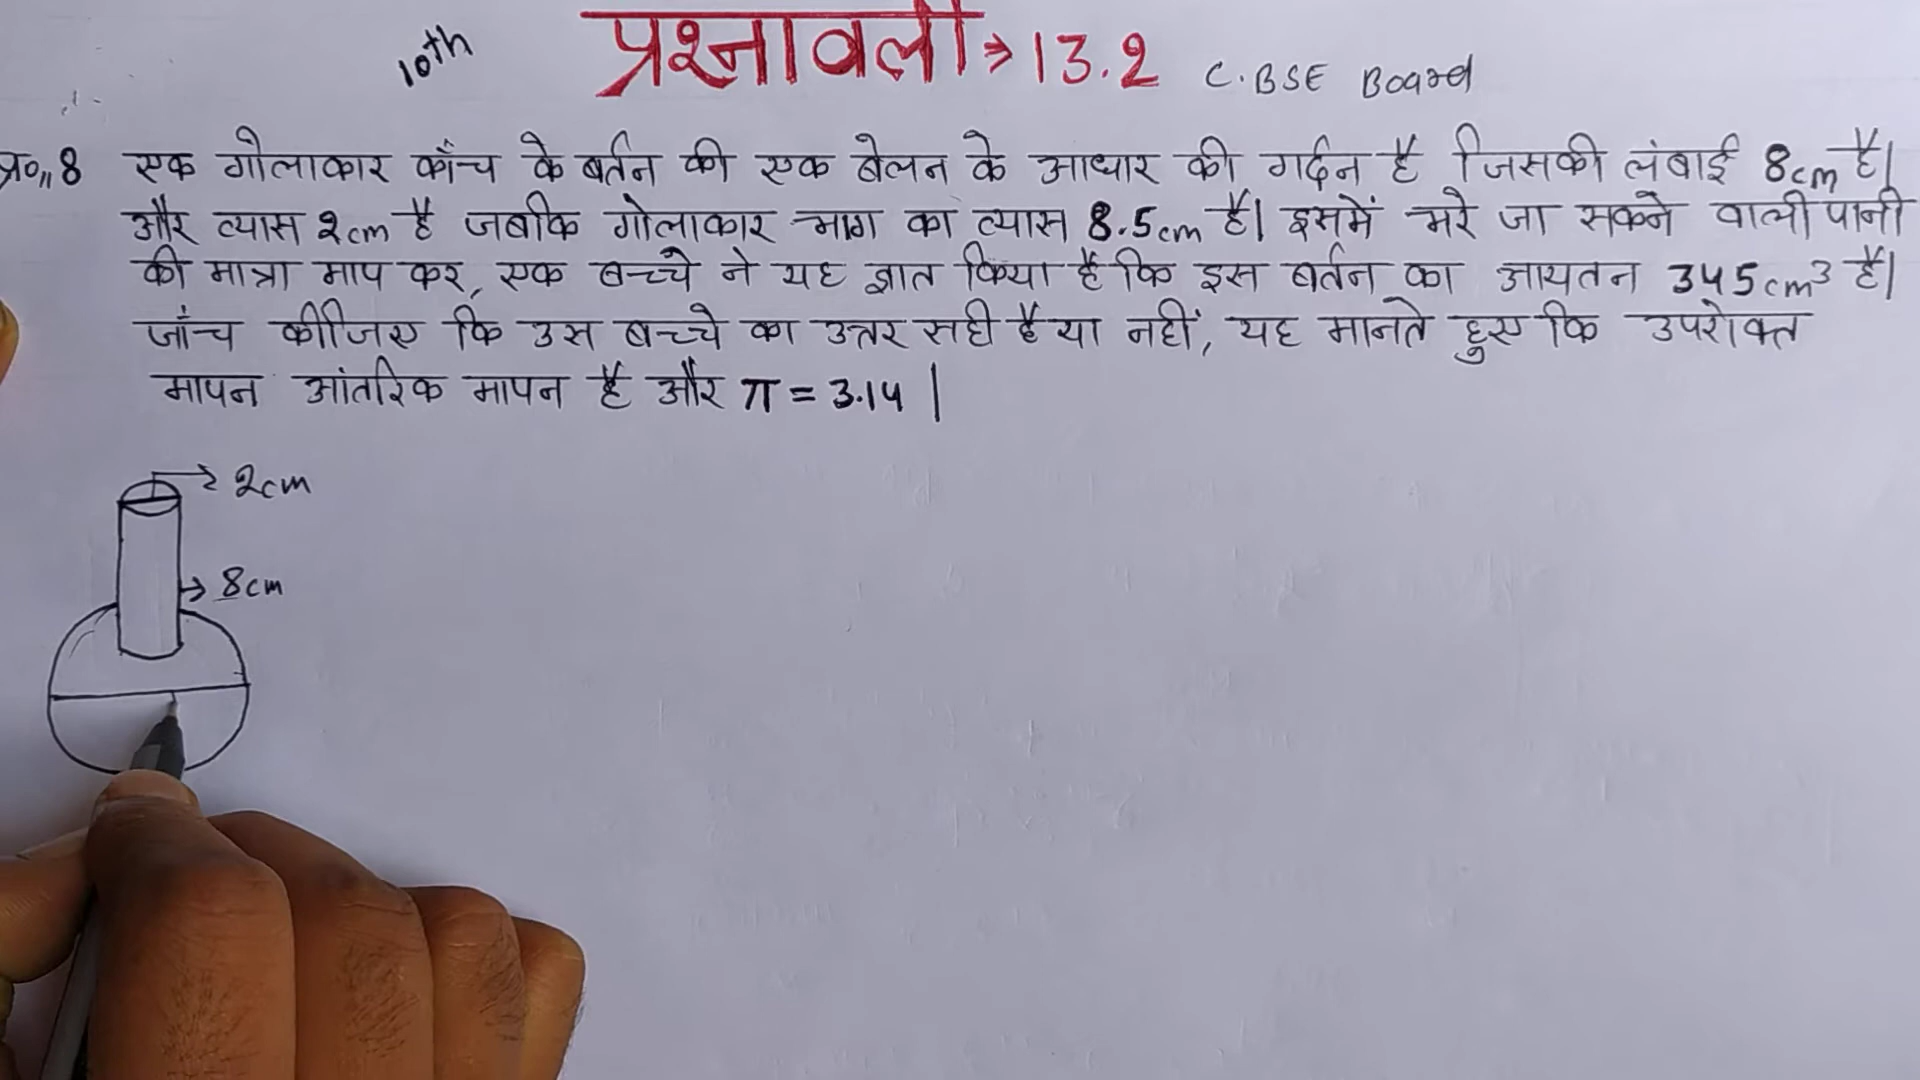 10th प्रश्नावली ⇒ 13.2 C.BSE Board
प्र०,, 8 एक गोलाकार काँच के बर्तन की एक बेलन के आधार की गर्दन है जिसकी लंबाई 8cm है।
और व्यास 2cm है जबकि गोलाकार भाग का व्यास 8.5cm है। इसमें भरे जा सकने वाली पानी
की मात्रा माप कर, एक बच्चे ने यह ज्ञात किया है कि इस बर्तन का आयतन 345cm³ है।
जाँच कीजिए कि उस बच्चे का उत्तर सही है या नहीं, यह मानते हुए कि उपरोक्त
मापन आंतरिक मापन है और π = 3.14 |
→ 2cm
→ 8cm